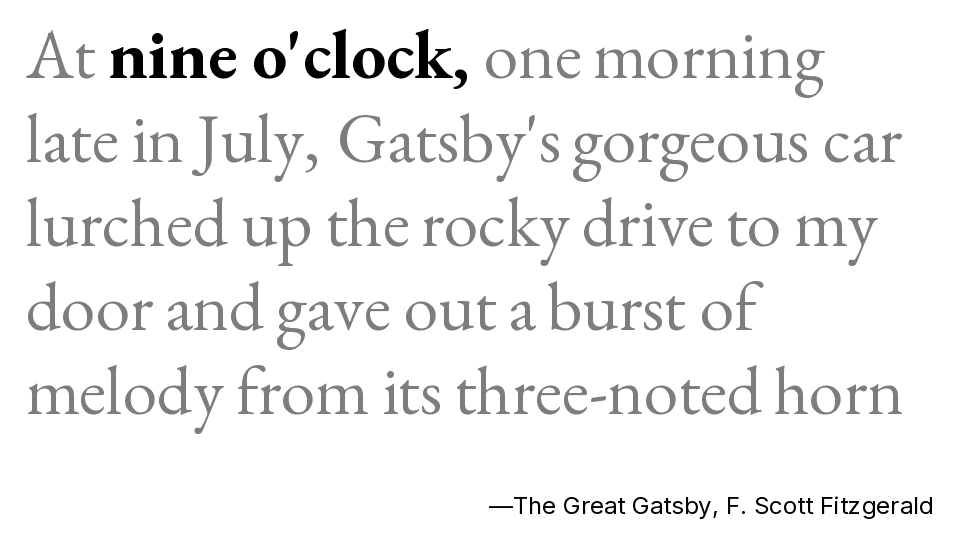 At nine o'clock, one morning
late in July, Gatsby's gorgeous car
lurched up the rocky drive to my
door and gave out a burst of
melody from its three-noted horn
—The Great Gatsby, F. Scott Fitzgerald